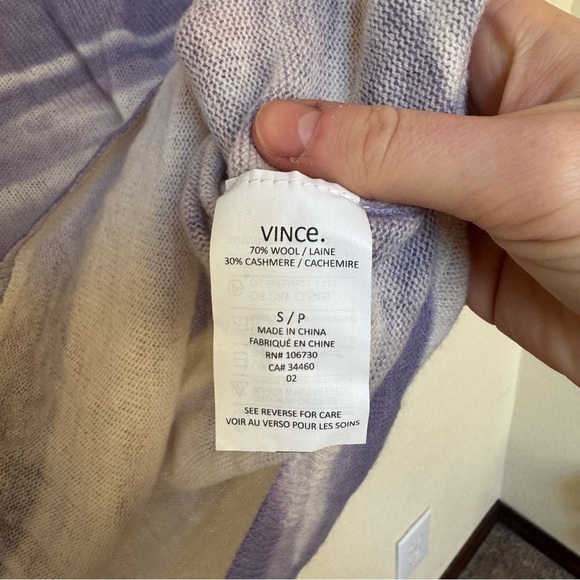 VINCE.
70% WOOL / LAINE
30% CASHMERE / CACHEMIRE
S / P
MADE IN CHINA
FABRIQUÉ EN CHINE
RN# 106730
CA# 34460
02
SEE REVERSE FOR CARE
VOIR AU VERSO POUR LES SOINS